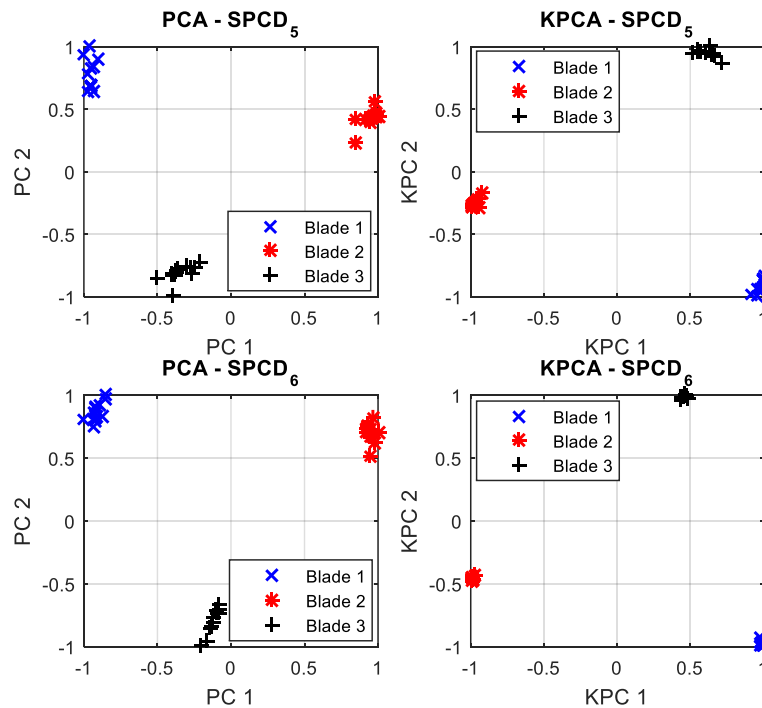 PCA - SPCD5
1
0.5
0
-0.5
-1
PC 2
Blade 1
Blade 2
Blade 3
-1
-0.5
0
0.5
1
PC 1
KPCA - SPCD5
1
0.5
0
-0.5
-1
KPC 2
Blade 1
Blade 2
Blade 3
-1
-0.5
0
0.5
1
KPC 1
PCA - SPCD6
1
0.5
0
-0.5
-1
PC 2
Blade 1
Blade 2
Blade 3
-1
-0.5
0
0.5
1
PC 1
KPCA - SPCD6
1
0.5
0
-0.5
-1
KPC 2
Blade 1
Blade 2
Blade 3
-1
-0.5
0
0.5
1
KPC 1